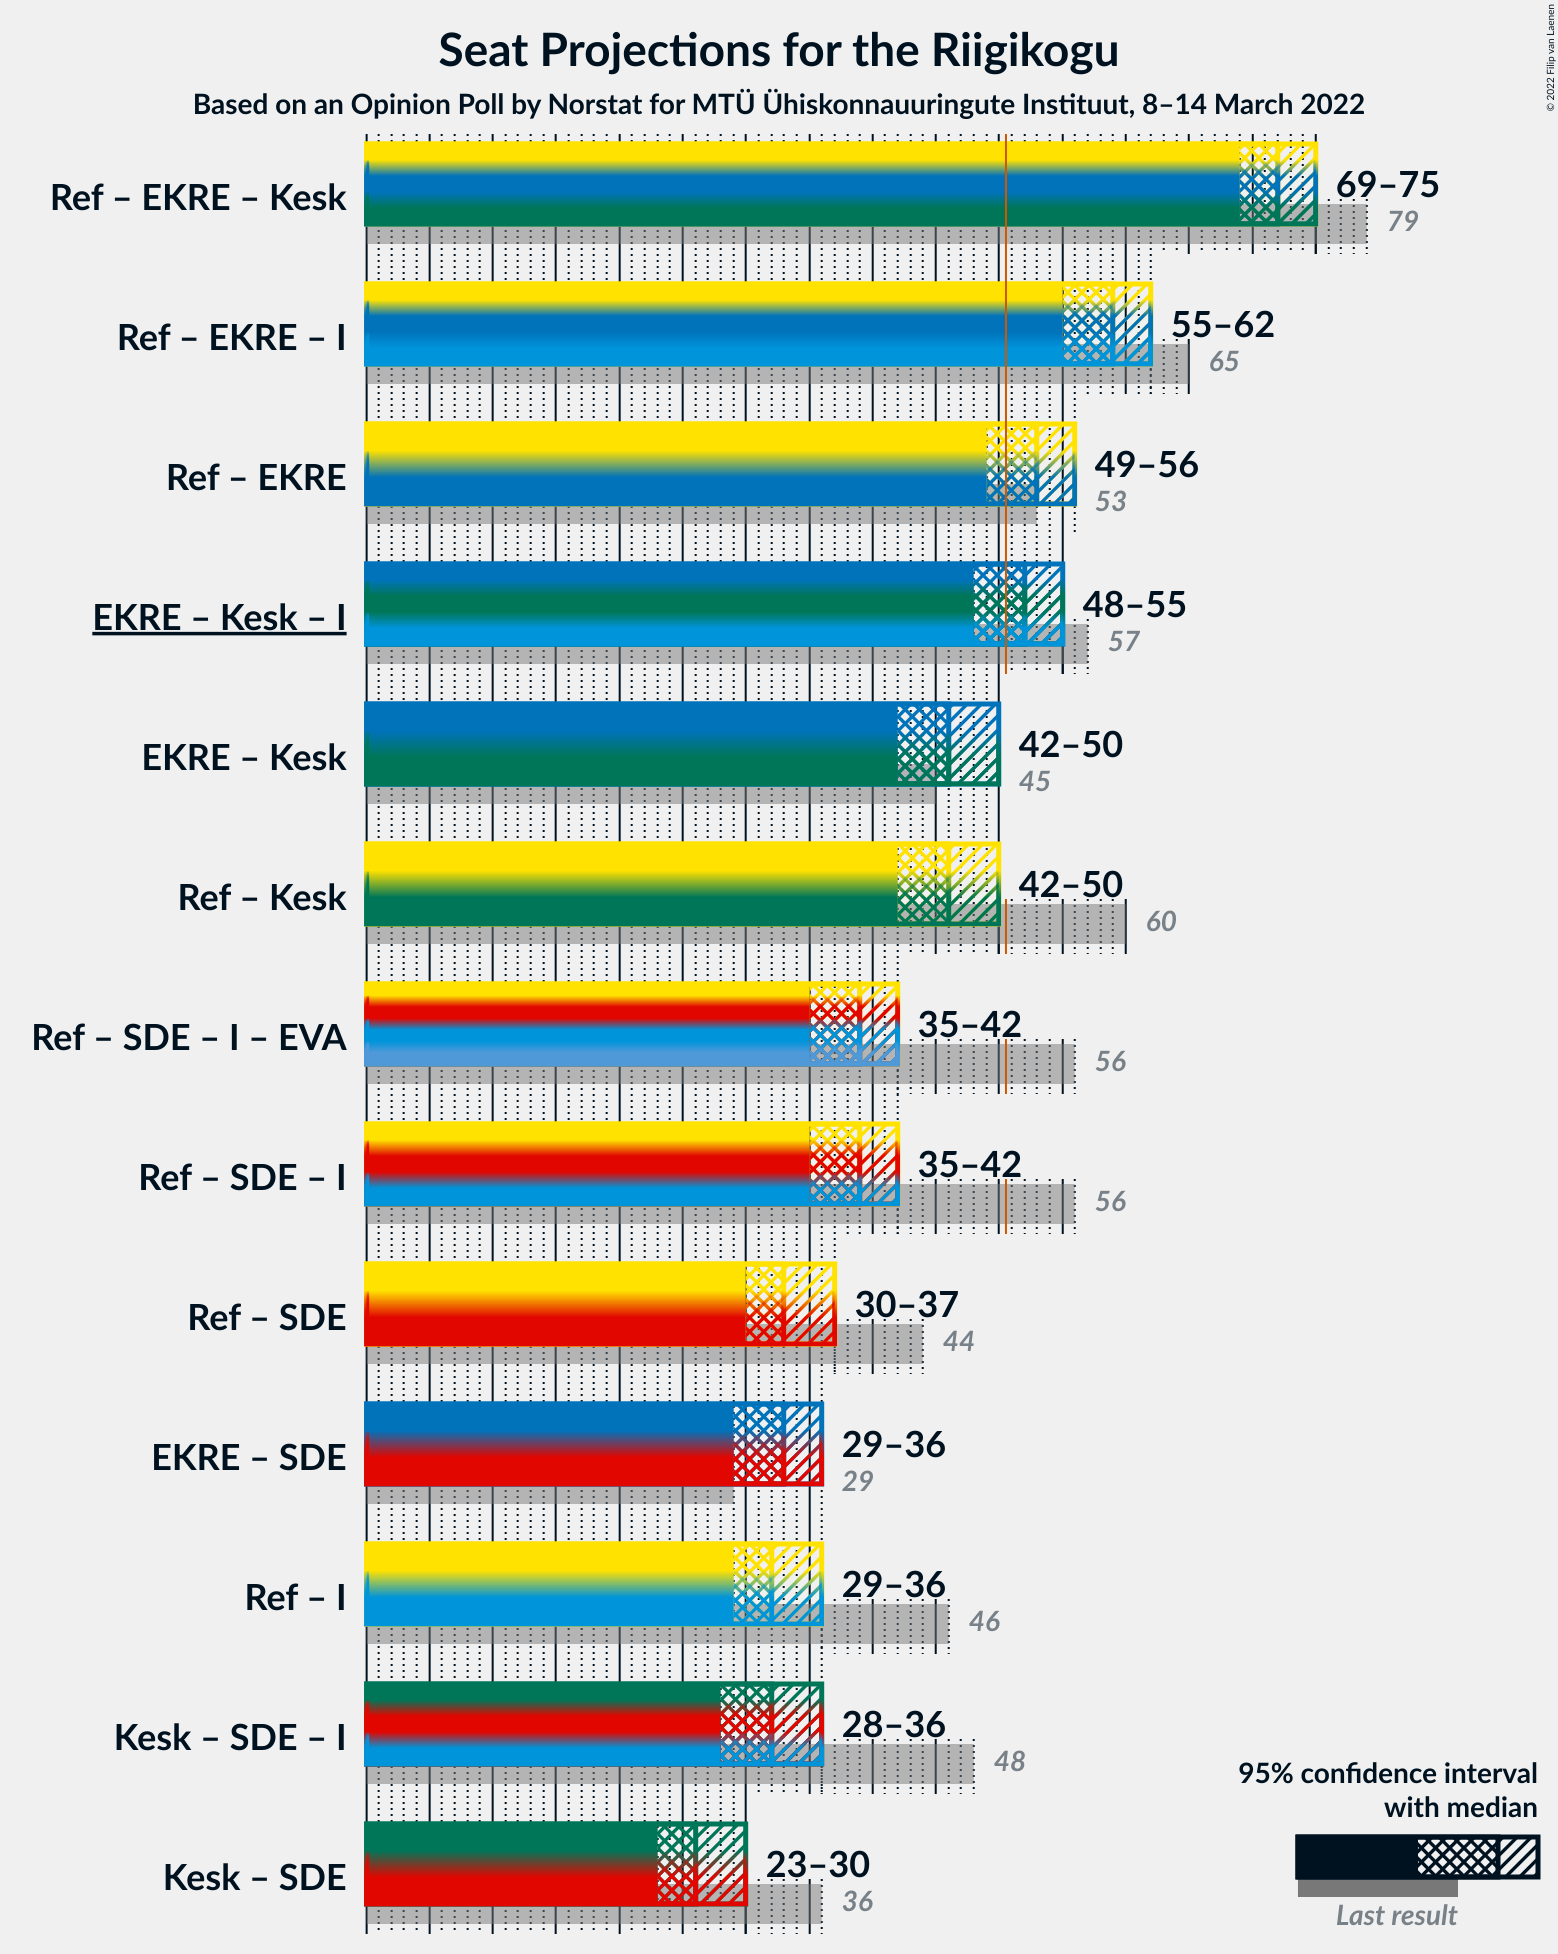 Seat Projections for the Riigikogu
Based on an Opinion Poll by Norstat for MTÜ Ühiskonnauuringute Instituut, 8–14 March 2022
© 2022 Filip van Laenen
Ref – EKRE – Kesk
69–75
79
Ref – EKRE – I
55–62
65
Ref – EKRE
49–56
53
EKRE – Kesk – I
48–55
57
EKRE – Kesk
42–50
45
Ref – Kesk
42–50
60
Ref – SDE – I – EVA
35–42
56
Ref – SDE – I
35–42
56
Ref – SDE
30–37
44
EKRE – SDE
29–36
29
Ref – I
29–36
46
Kesk – SDE – I
28–36
48
Kesk – SDE
23–30
36
95% confidence interval
with median
Last result